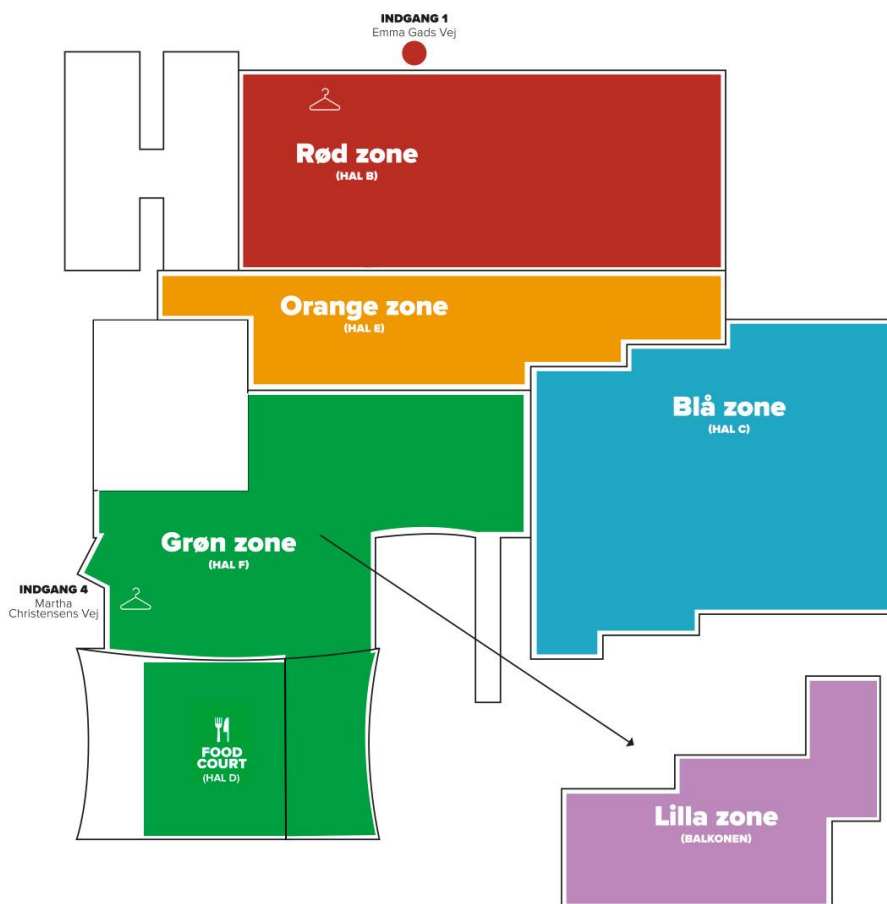 INDGANG 1
Emma Gads Vej
Rød zone
(HAL B)
Orange zone
(HAL E)
Blå zone
(HAL C)
Grøn zone
(HAL F)
INDGANG 4
Martha
Christensens Vej
FOOD
COURT
(HAL D)
Lilla zone
(BALKONEN)